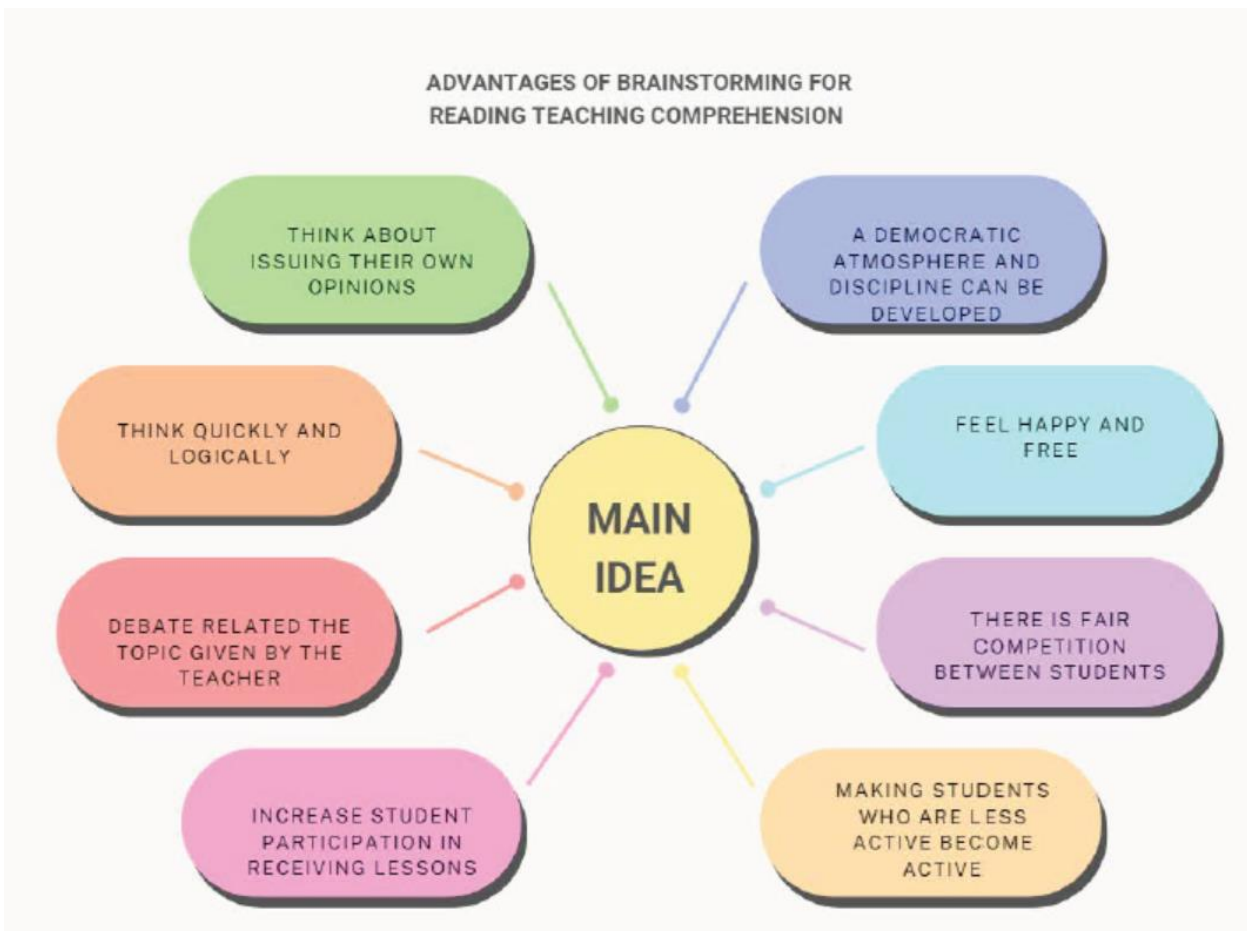 ADVANTAGES OF BRAINSTORMING FOR
READING TEACHING COMPREHENSION
THINK ABOUT
ISSUING THEIR OWN
OPINIONS
A DEMOCRATIC
ATMOSPHERE AND
DISCIPLINE CAN BE
DEVELOPED
THINK QUICKLY AND
LOGICALLY
FEEL HAPPY AND
FREE
MAIN
IDEA
DEBATE RELATED THE
TOPIC GIVEN BY THE
TEACHER
THERE IS FAIR
COMPETITION
BETWEEN STUDENTS
INCREASE STUDENT
PARTICIPATION IN
RECEIVING LESSONS
MAKING STUDENTS
WHO ARE LESS
ACTIVE BECOME
ACTIVE